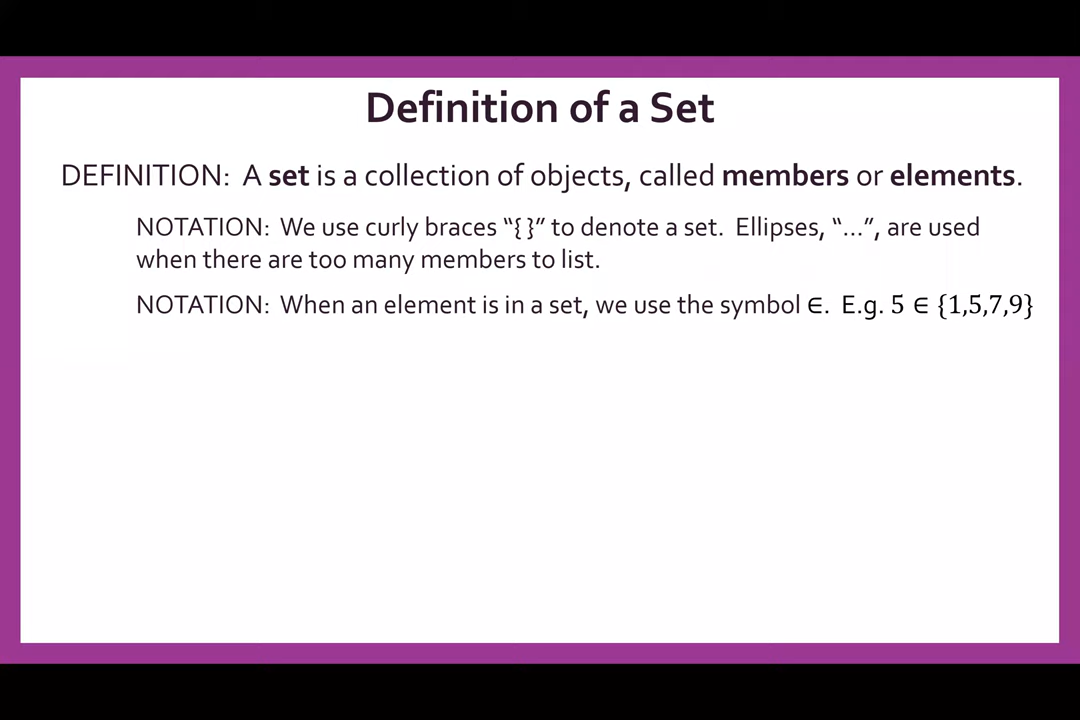 Definition of a Set
DEFINITION: A set is a collection of objects, called members or elements.
NOTATION: We use curly braces “{ }” to denote a set. Ellipses, “…”, are used
when there are too many members to list.
NOTATION: When an element is in a set, we use the symbol ∈. E.g. 5 ∈ {1,5,7,9}